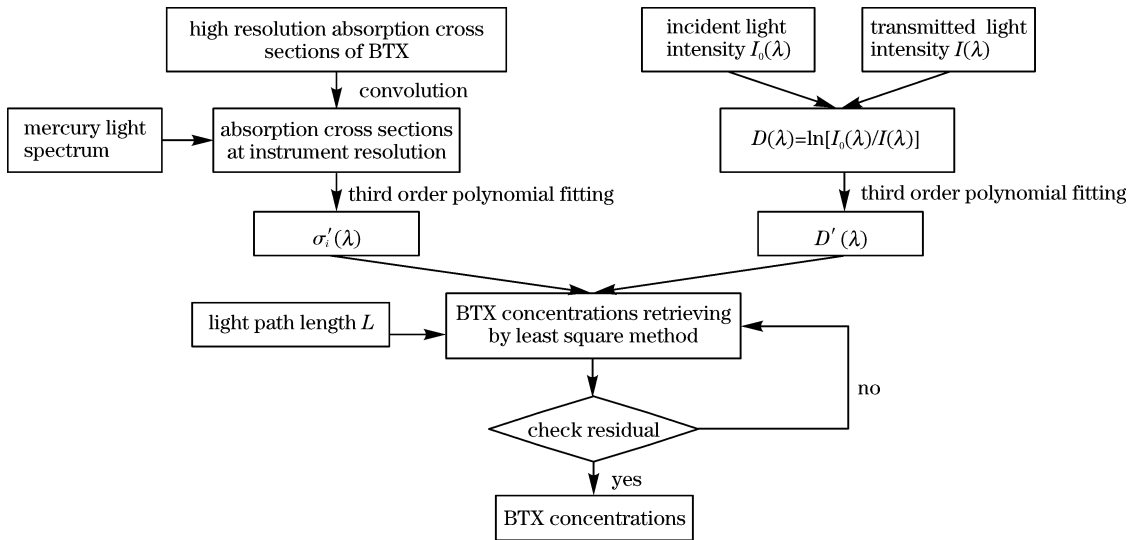 high resolution absorption cross
sections of BTX
incident light
intensity I₀(λ)
transmitted light
intensity I(λ)
convolution
mercury light
spectrum
absorption cross sections
at instrument resolution
D(λ)=ln[I₀(λ)/I(λ)]
third order polynomial fitting
third order polynomial fitting
σᵢ′(λ)
D′(λ)
light path length L
BTX concentrations retrieving
by least square method
no
check residual
yes
BTX concentrations